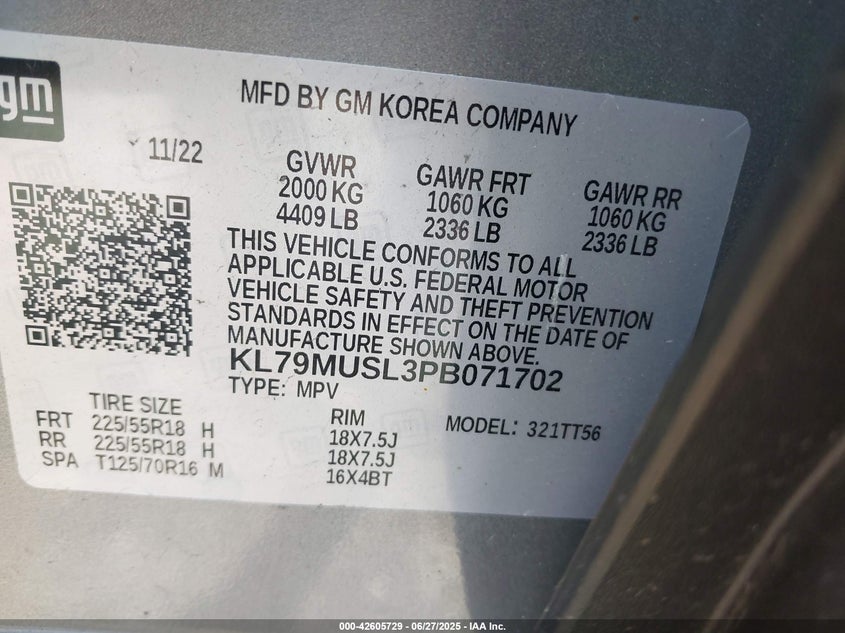 gm
MFD BY GM KOREA COMPANY
11/22
GVWR
2000 KG
4409 LB
GAWR FRT
1060 KG
2336 LB
GAWR RR
1060 KG
2336 LB
THIS VEHICLE CONFORMS TO ALL
APPLICABLE U.S. FEDERAL MOTOR
VEHICLE SAFETY AND THEFT PREVENTION
STANDARDS IN EFFECT ON THE DATE OF
MANUFACTURE SHOWN ABOVE.
KL79MUSL3PB071702
TYPE: MPV
TIRE SIZE
FRT 225/55R18 H
RR 225/55R18 H
SPA T125/70R16 M
RIM
18X7.5J
18X7.5J
16X4BT
MODEL: 321TT56
000-42605729 - 06/27/2025 - IAA Inc.